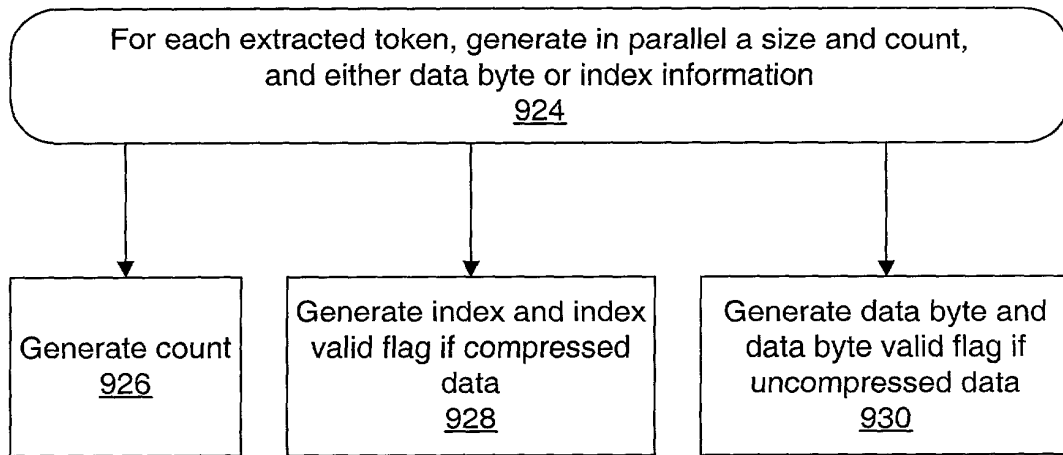 For each extracted token, generate in parallel a size and count,
and either data byte or index information
924
Generate count
926
Generate index and index
valid flag if compressed
data
928
Generate data byte and
data byte valid flag if
uncompressed data
930